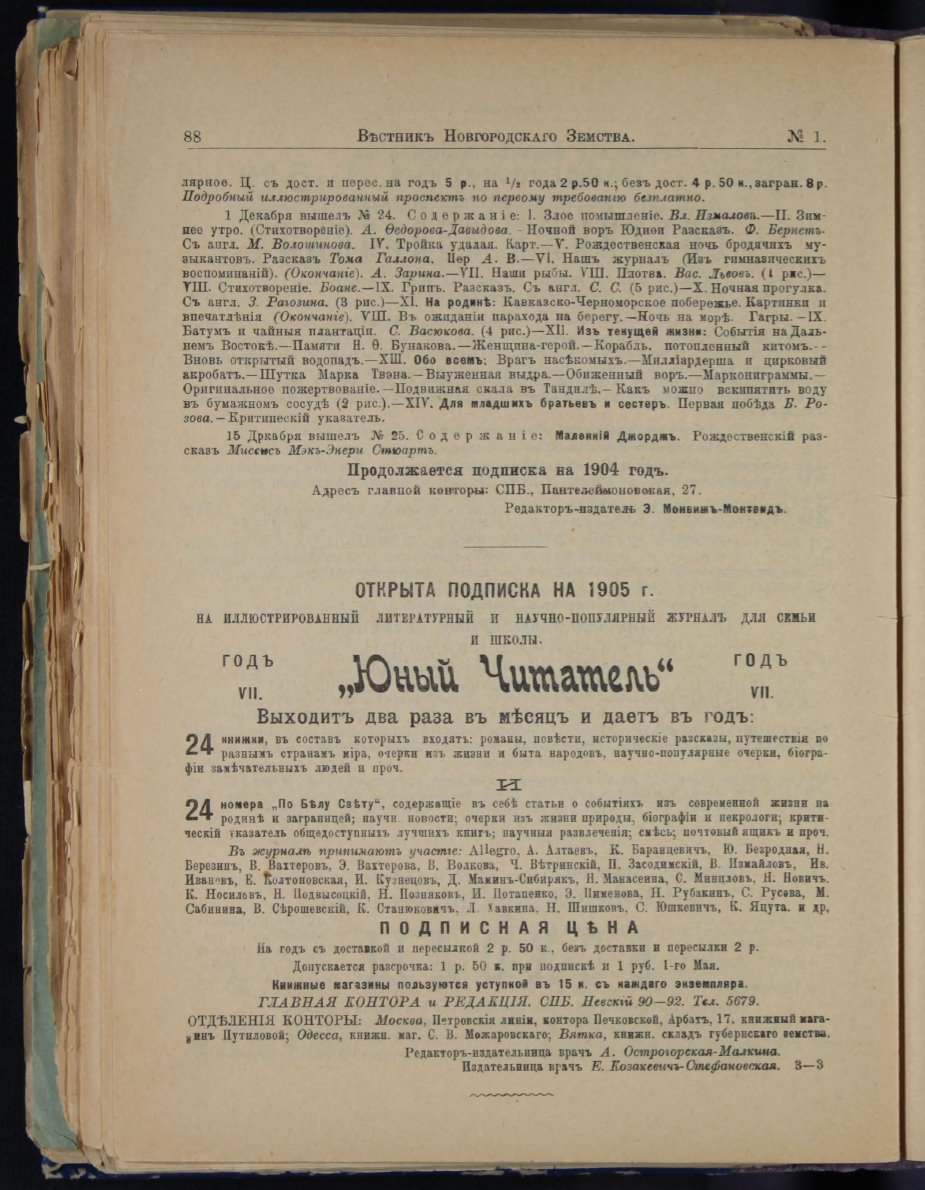 88 Вѣстникъ Новгородскаго Земства. № 1.
лярное. Ц. съ дост. и перес. на годъ 5 р., на 1/2 года 2 р. 50 к.; безъ дост. 4 р. 50 к., загран. 8 р.
Подробный иллюстрированный проспектъ по первому требованію безплатно.
1 Декабря вышелъ № 24. Содержаніе: I. Злое помышленіе. Вл. Измалова.—II. Зим-
нее утро. (Стихотвореніе). А. Ѳедорова-Давыдова. - Ночной воръ Юдиѳи Разсказъ. Ф. Бернетъ.
Съ англ. М. Волошинова. IV. Тройка удалая. Карт.—V. Рождественская ночь бродячихъ му-
зыкантовъ. Разсказъ Тома Галлона. Пер А. В.—VI. Нашъ журналъ (Изъ гимназическихъ
воспоминаній). (Окончаніе). А. Зарина.—VII. Наши рыбы. VIII. Плотва. Вас. Львовъ. (1 рис.)—
VIII. Стихотвореніе. Боане.—IX. Грипъ. Разсказъ. Съ англ. С. С. (5 рис.)—X. Ночная прогулка.
Съ англ. З. Рагозина. (3 рис.)—XI. На родинѣ: Кавказско-Черноморское побережье. Картинки и
впечатлѣнія (Окончаніе). VIII. Въ ожиданіи парахода на берегу.—Ночь на морѣ. Гагры.—IX.
Батумъ и чайныя плантаціи. С. Васюкова. (4 рис.)—XII. Изъ текущей жизни: Событія на Даль-
немъ Востокѣ.—Памяти Н. Ѳ. Бунакова.—Женщина-герой.—Корабль, потопленный китомъ.--
Вновь открытый водопадъ.—XIII. Обо всемъ: Врагъ насѣкомыхъ.—Милліардерша и цирковый
акробатъ.—Шутка Марка Твэна.—Выуженная выдра.—Обиженный воръ.—Маркониграммы.—
Оригинальное пожертвованіе.—Подвижная скала въ Тандилѣ.—Какъ можно вскипятить воду
въ бумажномъ сосудѣ (2 рис.).—XIV. Для младшихъ братьевъ и сестеръ. Первая побѣда Б. Ро-
зова.—Критический указатель.
15 Дркабря вышелъ № 25. Содержаніе: Маленній Джорджъ. Рождественскій раз-
сказъ Миссисъ Мэкъ-Энери Стюартъ.
Продолжается подписка на 1904 годъ.
Адресъ главной конторы: СПБ., Пантелеймоновская, 27.
Редакторъ-издатель Э. Монвижъ-Монтвидъ.
ОТКРЫТА ПОДПИСКА НА 1905 г.
НА ИЛЛЮСТРИРОВАННЫЙ ЛИТЕРАТУРНЫЙ И НАУЧНО-ПОПУЛЯРНЫЙ ЖУРНАЛЪ ДЛЯ СЕМЬИ
И ШКОЛЫ.
ГОДЪ VII. „Юный Читатель“ ГОДЪ VII.
Выходитъ два раза въ мѣсяцъ и даетъ въ годъ:
24 книжки, въ составъ которыхъ входятъ: романы, повѣсти, историческіе разсказы, путешествія по
разнымъ странамъ міра, очерки изъ жизни и быта народовъ, научно-популярные очерки, біогра-
фіи замѣчательныхъ людей и проч.
И
24 номера „По Бѣлу Свѣту“, содержащіе въ себѣ статьи о событіяхъ изъ современной жизни на
родинѣ и заграницей; научн. новости; очерки изъ жизни природы, біографіи и некрологи; крити-
ческій указатель общедоступныхъ лучшихъ книгъ; научныя развлеченія; смѣсь; почтовый ящикъ и проч.
Въ журналѣ принимаютъ участіе: Allegro, А. Алтаевъ, К. Баранцевичъ, Ю. Безродная, Н.
Березинъ, В. Вахтеровъ, Э. Вахтерова, В. Волкова, Ч. Вѣтринскій, П. Засодимскій, В. Измайловъ, Ив.
Ивановъ, Е. Колтоновская, И. Кузнецовъ, Д. Маминъ-Сибирякъ, Н. Манасеина, С. Минцловъ, Н. Новичъ.
К. Носиловъ, Н. Подвысоцкій, Н. Позняковъ, И. Потапенко, Э. Пименова, Н. Рубакинъ, С. Русова, М.
Сабинина, В. Сѣрошевскій, К. Станюковичъ, Л. Хавкина, Н. Шишковъ, С. Юшкевичъ, К. Яцута. и др,
ПОДПИСНАЯ ЦѢНА
На годъ съ доставкой и пересылкой 2 р. 50 к., безъ доставки и пересылки 2 р.
Допускается разсрочка: 1 р. 50 к. при подпискѣ и 1 руб. 1-го Мая.
Книжные магазины пользуются уступкой въ 15 к. съ каждаго экземпляра.
ГЛАВНАЯ КОНТОРА и РЕДАКЦІЯ. СПБ. Невскій 90—92. Тел. 5679.
ОТДѢЛЕНІЯ КОНТОРЫ: Москва, Петровскія линіи, контора Печковской, Арбатъ, 17. книжный мага-
зинъ Путиловой; Одесса, книжн. маг. С. В. Можаровскаго; Вятка, книжн. складъ губернскаго земства.
Редакторъ-издательница врачъ А. Острогорская-Малкина.
Издательница врачъ Е. Козакевичъ-Стефановская. 3—3